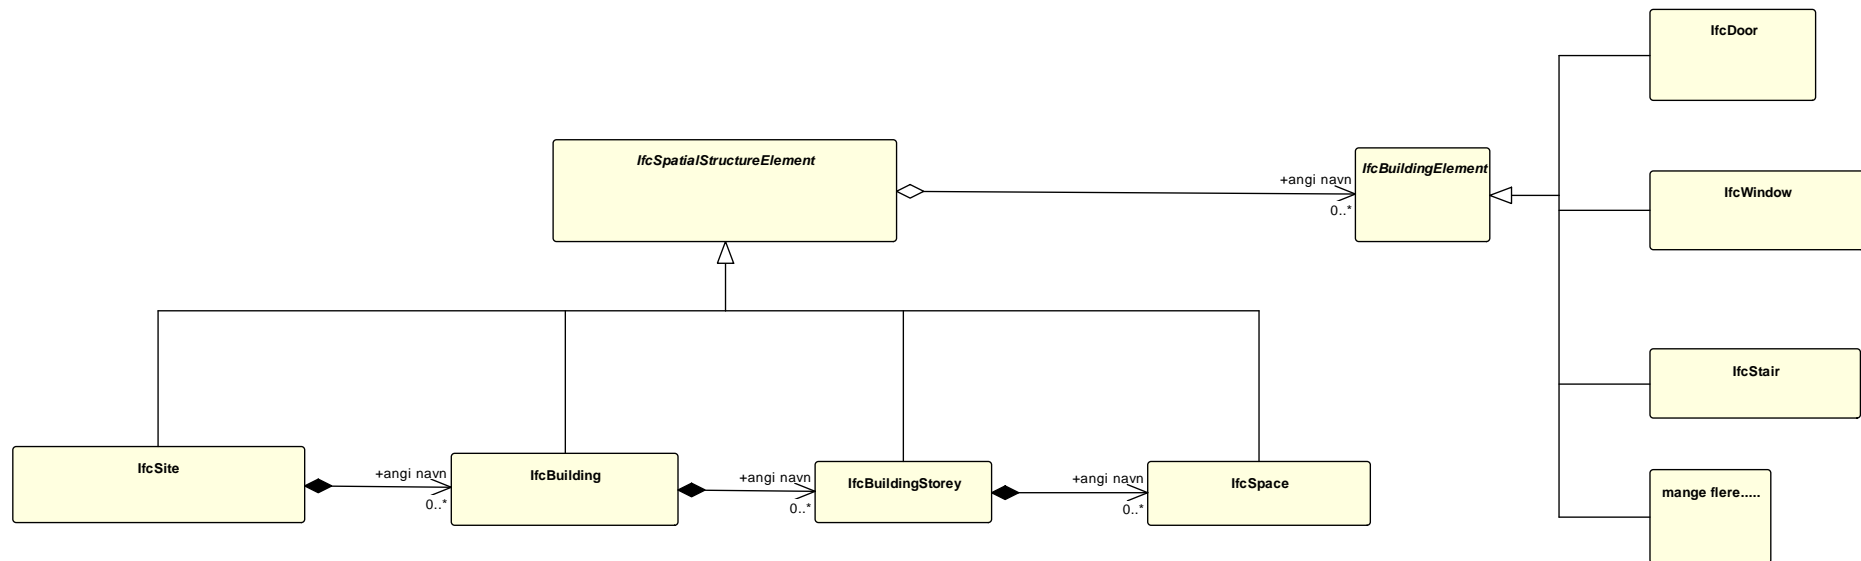 IfcDoor
IfcSpatialStructureElement
+angi navn
0..*
IfcBuildingElement
IfcWindow
IfcStair
IfcSite
+angi navn
0..*
IfcBuilding
+angi navn
0..*
IfcBuildingStorey
+angi navn
0..*
IfcSpace
mange flere.....